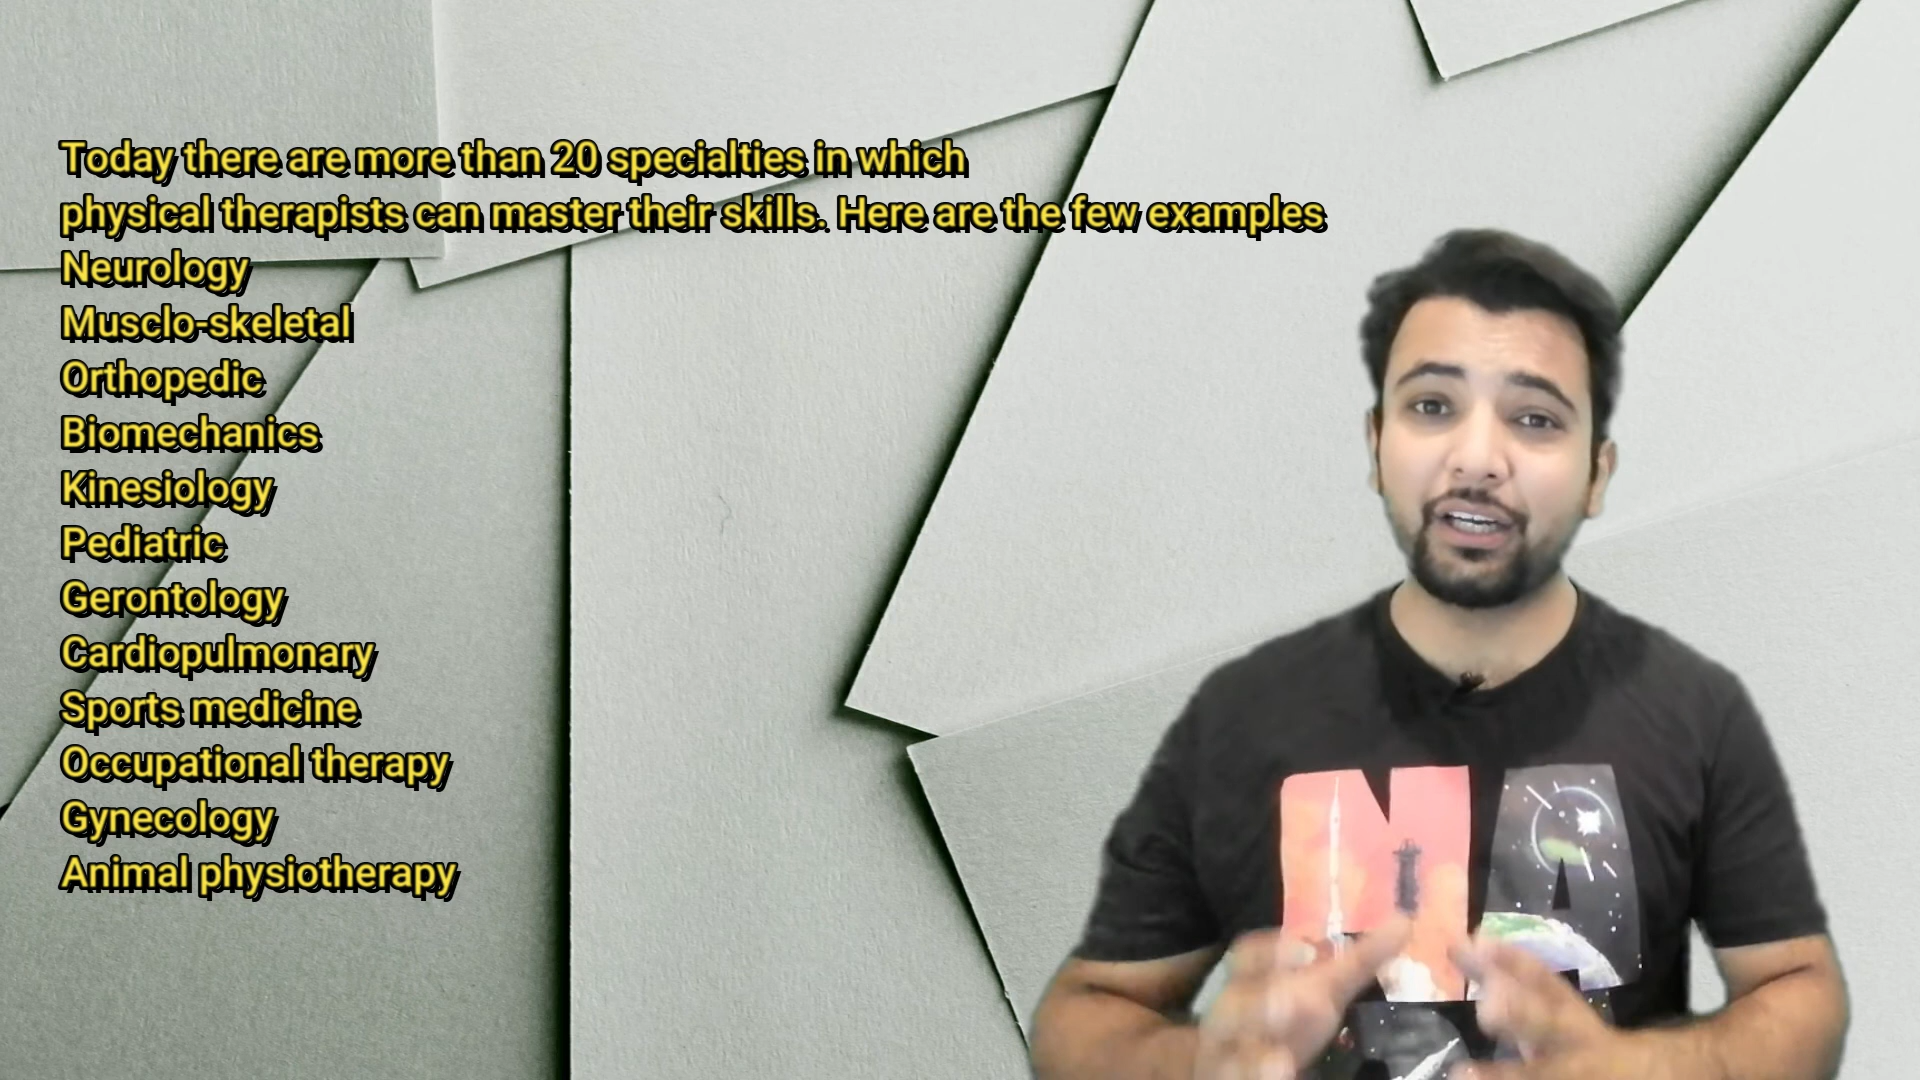 Today there are more than 20 specialties in which
physical therapists can master their skills. Here are the few examples
Neurology
Musclo-skeletal
Orthopedic
Biomechanics
Kinesiology
Pediatric
Gerontology
Cardiopulmonary
Sports medicine
Occupational therapy
Gynecology
Animal physiotherapy
NA